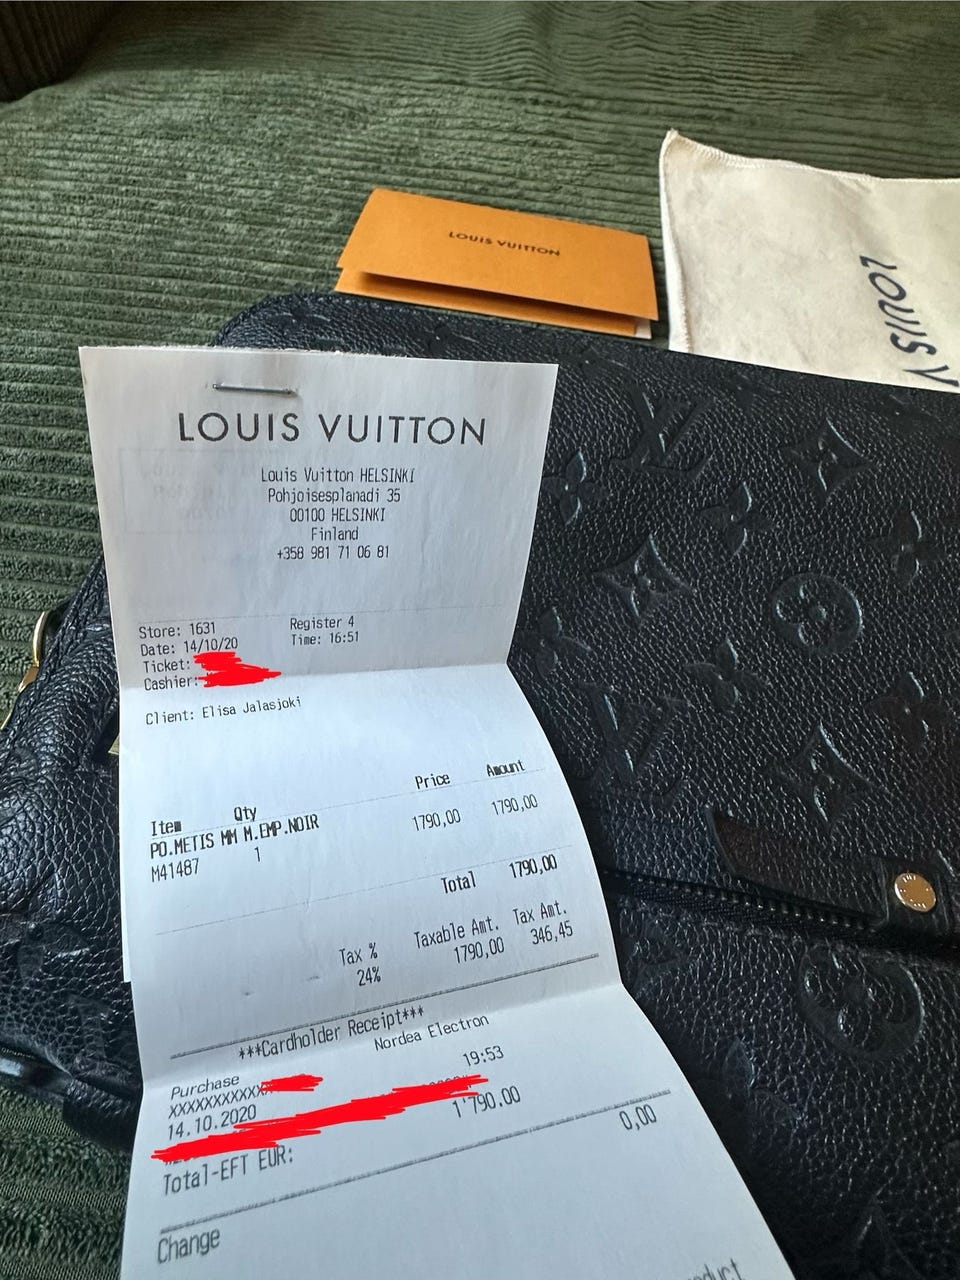 LOUIS VUITTON
LOUIS V
LOUIS VUITTON
Louis Vuitton HELSINKI
Pohjoisesplanadi 35
00100 HELSINKI
Finland
+358 981 71 06 81
Store: 1631 Register 4
Date: 14/10/20 Time: 16:51
Ticket:
Cashier:
Client: Elisa Jalasjoki
Item Qty Price Amount
PO.METIS MM M.EMP.NOIR 1790,00 1790,00
M41487 1
Total 1790,00
Tax % Taxable Amt. Tax Amt.
24% 1790,00 346,45
***Cardholder Receipt***
Nordea Electron
Purchase 19:53
XXXXXXXXXXXX
14.10.2020
Total-EFT EUR: 1'790.00
Change 0,00